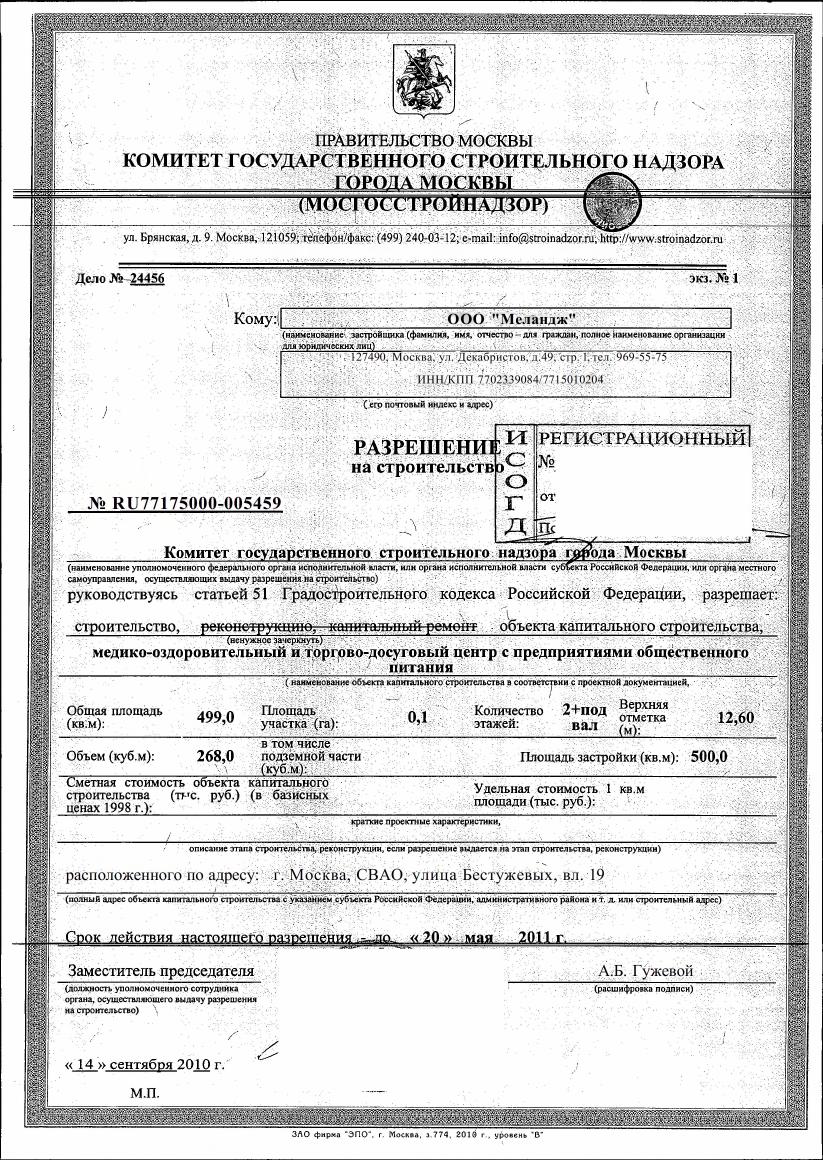 ПРАВИТЕЛЬСТВО МОСКВЫ
КОМИТЕТ ГОСУДАРСТВЕННОГО СТРОИТЕЛЬНОГО НАДЗОРА
ГОРОДА МОСКВЫ
(МОСГОССТРОЙНАДЗОР)
ул. Брянская, д. 9. Москва, 121059; телефон/факс: (499) 240-03-12; e-mail: info@stroinadzor.ru, http://www.stroinadzor.ru
Дело № 24456 экз. № 1
Кому: ООО "Меландж"
(наименование застройщика (фамилия, имя, отчество – для граждан, полное наименование организации
для юридических лиц)
127490, Москва, ул. Декабристов, д.49, стр. 1, тел. 969-55-75
ИНН/КПП 7702339084/7715010204
( его почтовый индекс и адрес)
РАЗРЕШЕНИЕ
на строительство
ИСОГД
РЕГИСТРАЦИОННЫЙ
№
от
№ RU77175000-005459
Комитет государственного строительного надзора города Москвы
(наименование уполномоченного федерального органа исполнительной власти, или органа исполнительной власти субъекта Российской Федерации, или органа местного
самоуправления, осуществляющих выдачу разрешения на строительство)
руководствуясь статьей 51 Градостроительного кодекса Российской Федерации, разрешает:
строительство, реконструкцию, капитальный ремонт объекта капитального строительства,
(ненужное зачеркнуть)
медико-оздоровительный и торгово-досуговый центр с предприятиями общественного
питания
( наименование объекта капитального строительства в соответствии с проектной документацией,
Общая площадь (кв.м): 499,0 Площадь участка (га): 0,1 Количество этажей: 2+подвал Верхняя отметка (м): 12,60
Объем (куб.м): 268,0 в том числе подземной части (куб.м): Площадь застройки (кв.м): 500,0
Сметная стоимость объекта капитального строительства (тыс. руб.) (в базисных ценах 1998 г.): Удельная стоимость 1 кв.м площади (тыс. руб.):
краткие проектные характеристики,
описание этапа строительства, реконструкции, если разрешение выдается на этап строительства, реконструкции)
расположенного по адресу: г. Москва, СВАО, улица Бестужевых, вл. 19
(полный адрес объекта капитального строительства с указанием субъекта Российской Федерации, административного района и т. д. или строительный адрес)
Срок действия настоящего разрешения – до « 20 » мая 2011 г.
Заместитель председателя А.Б. Гужевой
(должность уполномоченного сотрудника
органа, осуществляющего выдачу разрешения
на строительство)
(расшифровка подписи)
« 14 » сентября 2010 г.
М.П.
ЗАО фирма "ЭПО", г. Москва, з.774, 2010 г., уровень "В"